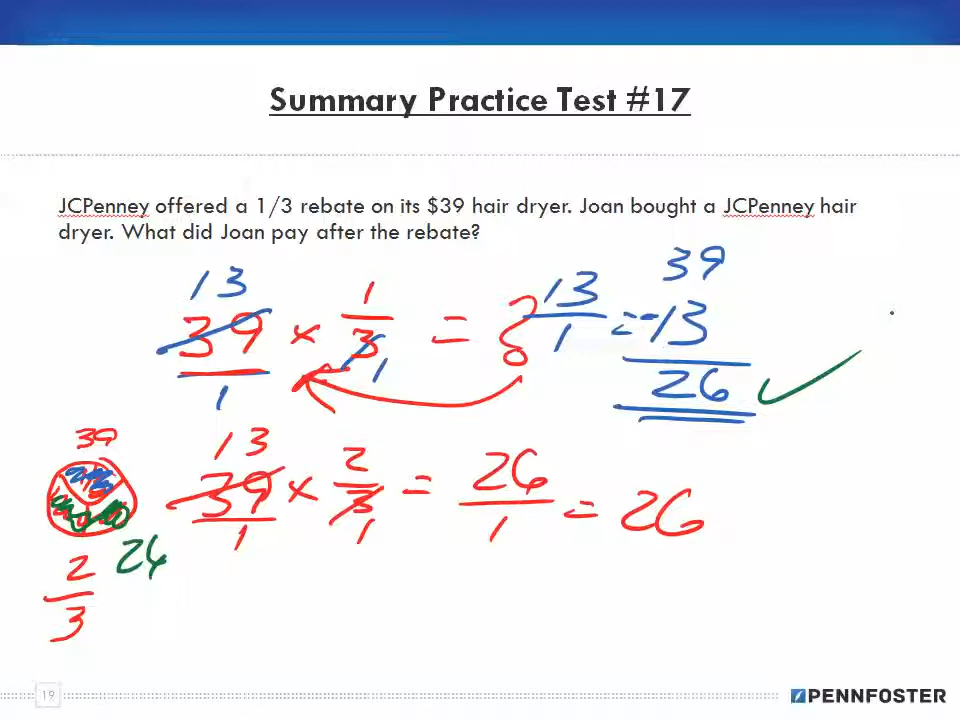 Summary Practice Test #17
JCPenney offered a 1/3 rebate on its $39 hair dryer. Joan bought a JCPenney hair
dryer. What did Joan pay after the rebate?
13 39
39/1 × 1/3 = 13/1 = -13
1 26
39
13
39/1 × 2/3 = 26/1 = 26
1
26
2/3
19
PENNFOSTER